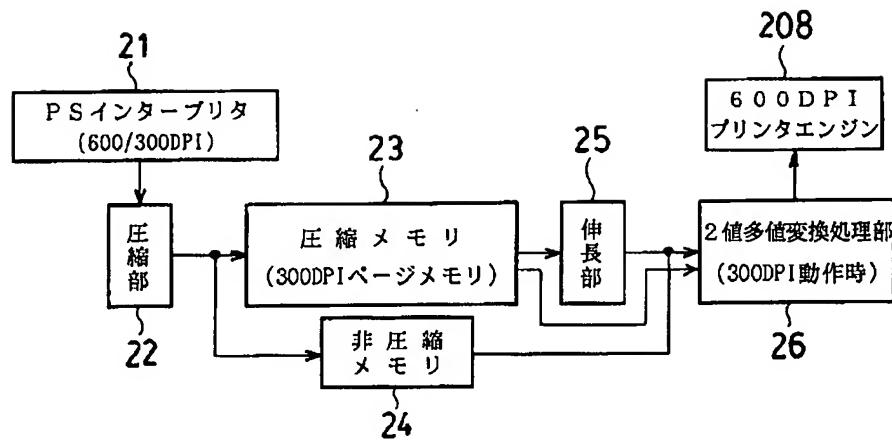 21
PSインタープリタ
(600/300DPI)
22
圧縮部
23
圧縮メモリ
(300DPIページメモリ)
非圧縮
メモリ
24
25
伸長部
208
600DPI
プリンタエンジン
2値多値変換処理部
(300DPI動作時)
26